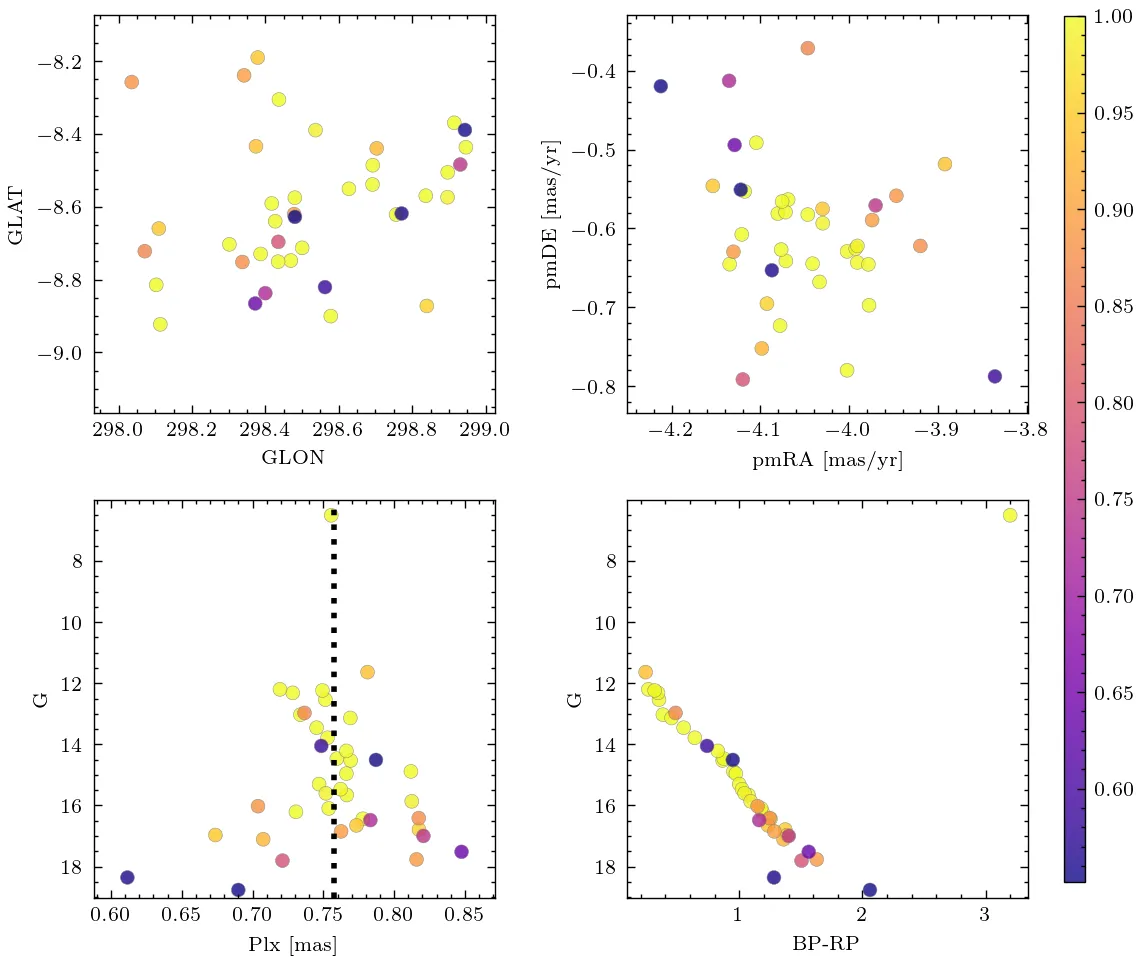 −8.2
−8.4
−8.6
−8.8
−9.0
GLAT
298.0 298.2 298.4 298.6 298.8 299.0
GLON
−0.4
−0.5
−0.6
−0.7
−0.8
pmDE [mas/yr]
−4.2 −4.1 −4.0 −3.9 −3.8
pmRA [mas/yr]
8
10
12
14
16
18
G
0.60 0.65 0.70 0.75 0.80 0.85
Plx [mas]
8
10
12
14
16
18
G
1 2 3
BP-RP
1.00
0.95
0.90
0.85
0.80
0.75
0.70
0.65
0.60